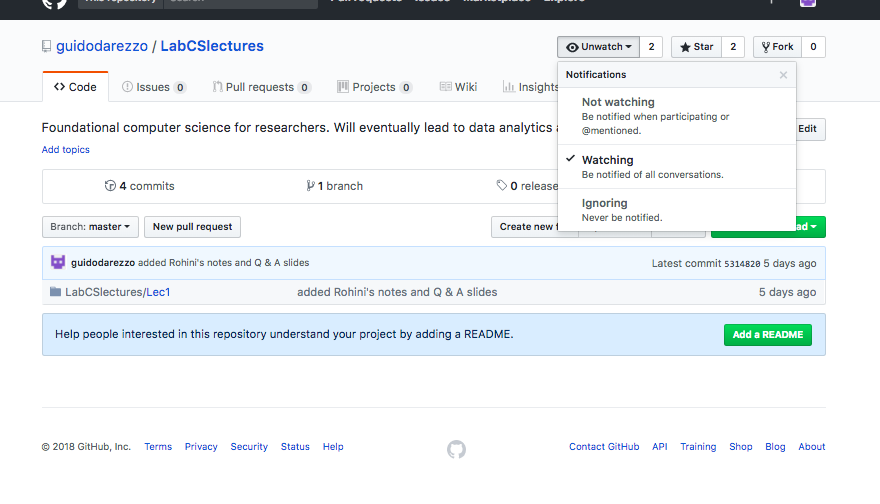 This repository Search Pull requests Issues Marketplace Explore
guidodarezzo / LabCSlectures
Unwatch 2 Star 2 Fork 0
Code Issues 0 Pull requests 0 Projects 0 Wiki Insights
Notifications
Not watching
Be notified when participating or
@mentioned.
Watching
Be notified of all conversations.
Ignoring
Never be notified.
Foundational computer science for researchers. Will eventually lead to data analytics Edit
Add topics
4 commits 1 branch 0 release
Branch: master New pull request Create new
guidodarezzo added Rohini's notes and Q & A slides Latest commit 5314820 5 days ago
LabCSlectures/Lec1 added Rohini's notes and Q & A slides 5 days ago
Help people interested in this repository understand your project by adding a README. Add a README
© 2018 GitHub, Inc. Terms Privacy Security Status Help Contact GitHub API Training Shop Blog About